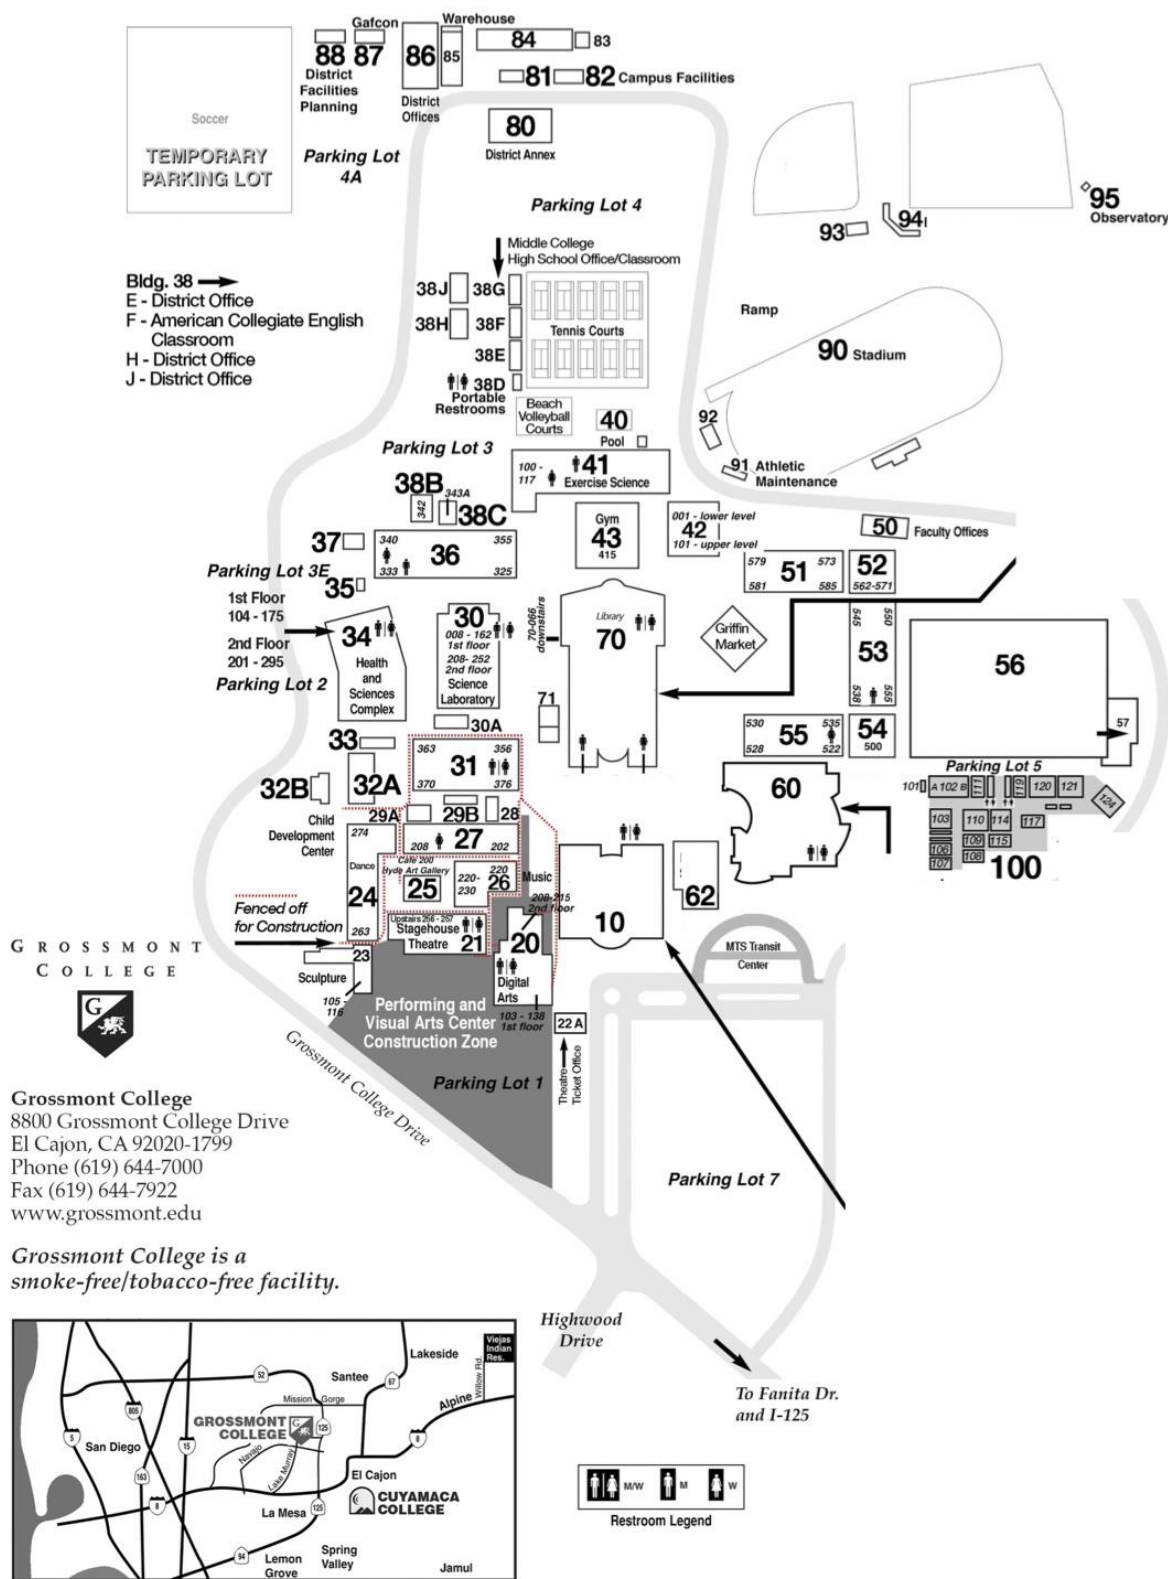 Gafcon
Warehouse
88
87
86
85
84
83
District
Facilities
Planning
District
Offices
81
82
Campus Facilities
80
District Annex
Soccer
TEMPORARY
PARKING LOT
Parking Lot
4A
Parking Lot 4
95
Observatory
94
93
Middle College
High School Office/Classroom
Bldg. 38
E - District Office
F - American Collegiate English
Classroom
H - District Office
J - District Office
38J
38G
38H
38F
38E
38D
Portable
Restrooms
Tennis Courts
Ramp
90 Stadium
Beach
Volleyball
Courts
40
Pool
92
91 Athletic
Maintenance
Parking Lot 3
100 -
117
41
Exercise Science
38B
342
343A
38C
Gym
43
415
001 - lower level
42
101 - upper level
50
Faculty Offices
37
340
355
36
333
325
579
573
51
581
585
52
562-571
Parking Lot 3E
35
1st Floor
104 - 175
2nd Floor
201 - 295
Parking Lot 2
34
Health
and
Sciences
Complex
30
008 - 162
1st floor
208- 252
2nd floor
Science
Laboratory
70-066
downstairs
Library
70
Griffin
Market
545
550
53
538
555
56
57
71
30A
33
363
356
31
370
376
530
535
55
528
522
54
500
Parking Lot 5
32B
32A
29A
29B
28
60
101
A 102 B
111
119
120
121
124
103
110
114
117
106
109
115
107
108
100
Child
Development
Center
274
Dance
24
263
208
27
202
Cafe 200
Hyde Art Gallery
25
220-
230
220
26
Music
208-215
2nd floor
62
10
Fenced off
for Construction
Upstairs 256 - 257
Stagehouse
Theatre
21
20
Digital
Arts
MTS Transit
Center
GROSSMONT
COLLEGE
G
23
Sculpture
105 -
116
Performing and
Visual Arts Center
Construction Zone
103 - 138
1st floor
22 A
Theatre
Ticket Office
Parking Lot 1
Grossmont College Drive
Grossmont College
8800 Grossmont College Drive
El Cajon, CA 92020-1799
Phone (619) 644-7000
Fax (619) 644-7922
www.grossmont.edu
Parking Lot 7
Grossmont College is a
smoke-free/tobacco-free facility.
Highwood
Drive
To Fanita Dr.
and I-125
Viejas
Indian
Res.
Lakeside
52
Santee
67
Willow Rd.
Alpine
Mission Gorge
805
GROSSMONT
COLLEGE
G
125
5
San Diego
15
Navajo
Lake Murray
8
163
El Cajon
8
CUYAMACA
COLLEGE
La Mesa
125
94
Lemon
Grove
Spring
Valley
Jamul
M/W
M
W
Restroom Legend